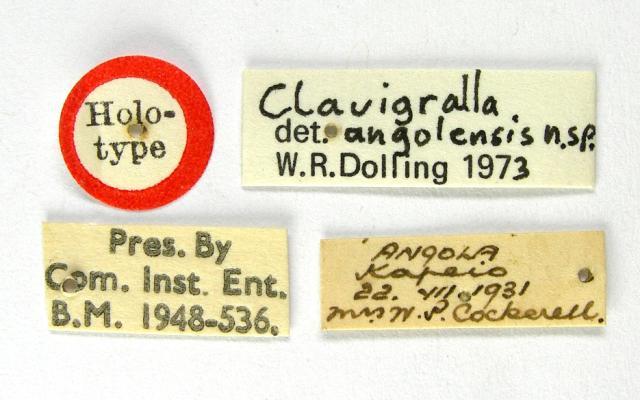 Holo-
type
Clavigralla
det. angolensis n.sp.
W.R.Dolling 1973
Pres. By
Com. Inst. Ent.
B.M. 1948-536.
ANGOLA
Kapeio
22. VII. 1931
Mrs W. P. Cockerell.